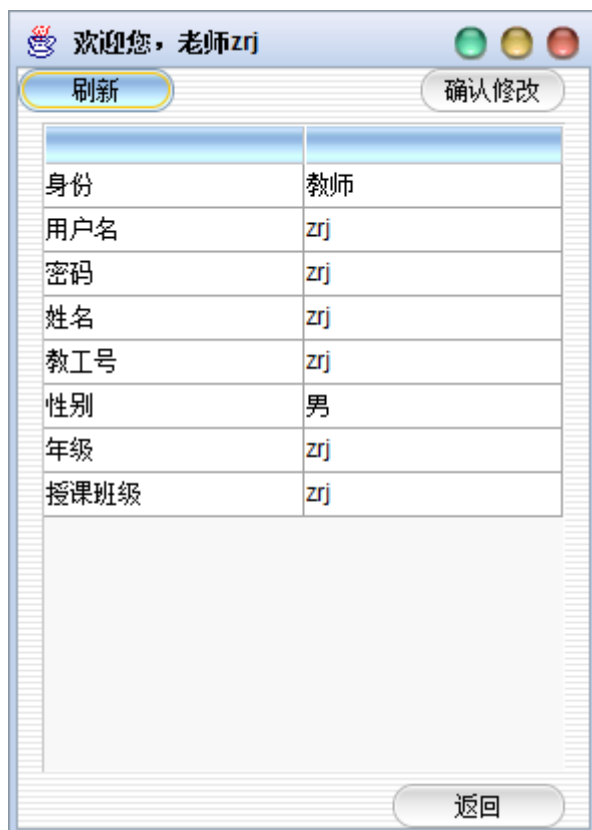 欢迎您，老师zrj
刷新 确认修改
身份 教师
用户名 zrj
密码 zrj
姓名 zrj
教工号 zrj
性别 男
年级 zrj
授课班级 zrj
返回